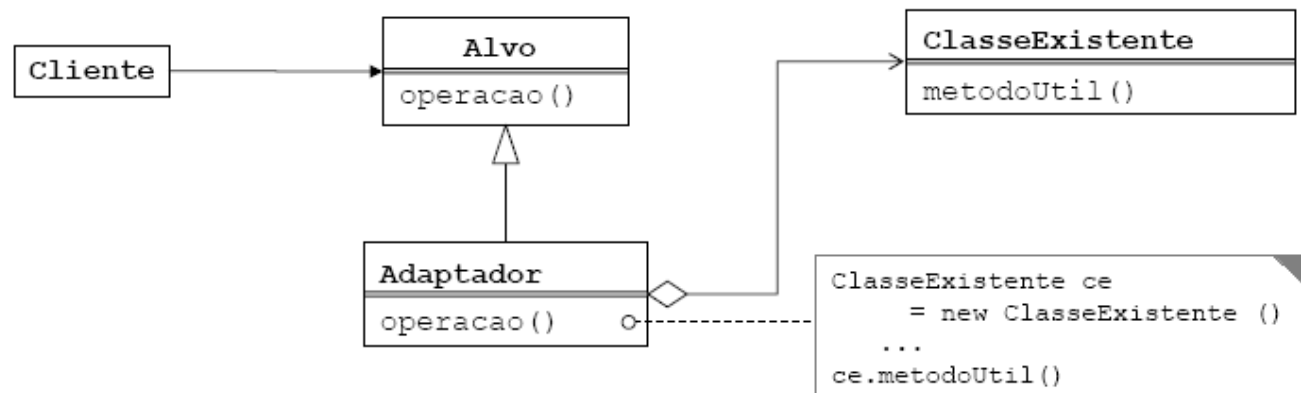 Cliente
Alvo
operacao()
ClasseExistente
metodoUtil()
Adaptador
operacao()
ClasseExistente ce
= new ClasseExistente ()
...
ce.metodoUtil()